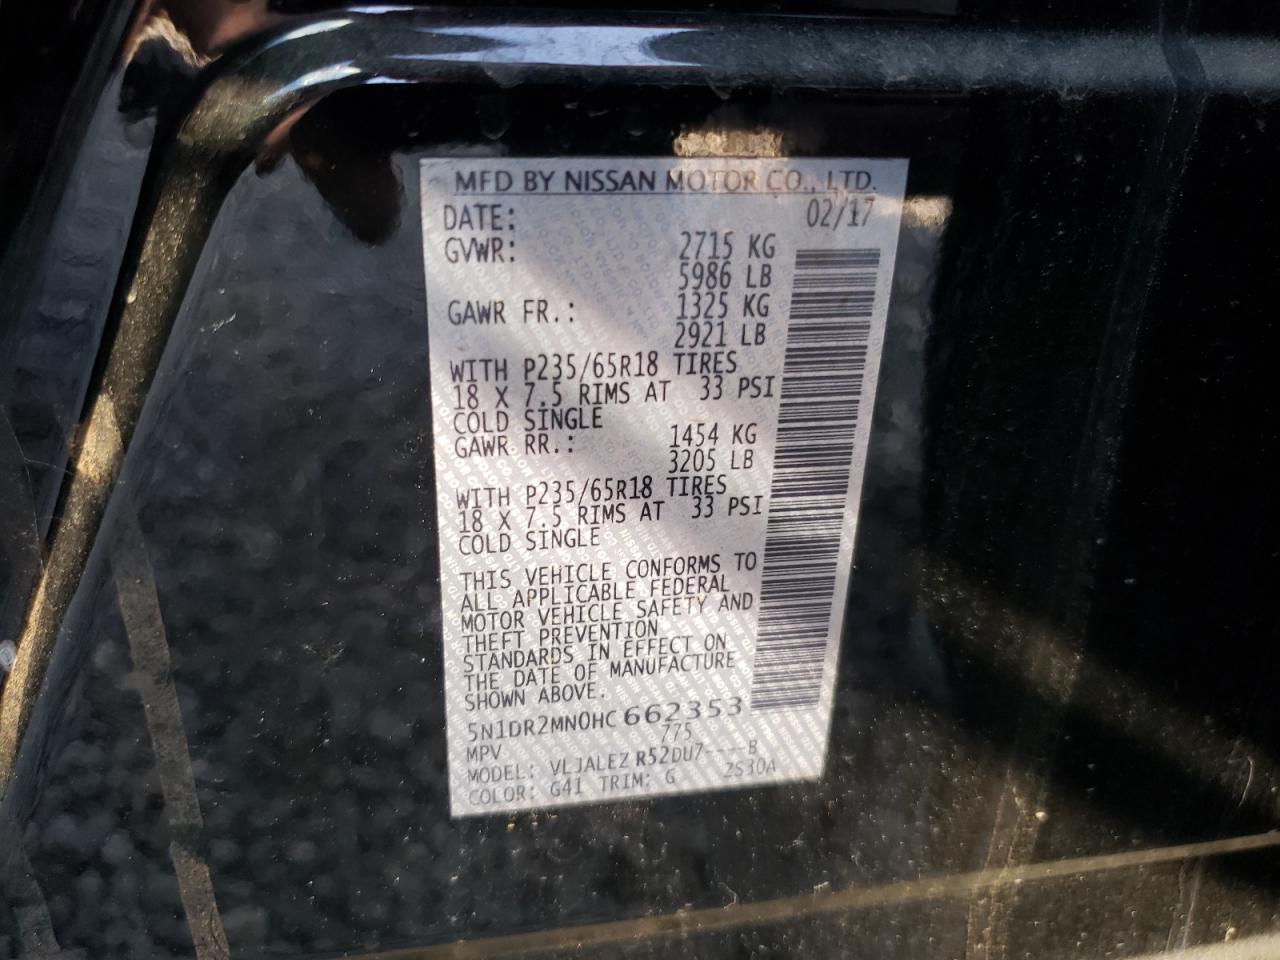 MFD BY NISSAN MOTOR CO., LTD.
DATE: 02/17
GVWR: 2715 KG
5986 LB
GAWR FR.: 1325 KG
2921 LB
WITH P235/65R18 TIRES
18 X 7.5 RIMS AT 33 PSI
COLD SINGLE
GAWR RR.: 1454 KG
3205 LB
WITH P235/65R18 TIRES
18 X 7.5 RIMS AT 33 PSI
COLD SINGLE
THIS VEHICLE CONFORMS TO
ALL APPLICABLE FEDERAL
MOTOR VEHICLE SAFETY AND
THEFT PREVENTION
STANDARDS IN EFFECT ON
THE DATE OF MANUFACTURE
SHOWN ABOVE.
5N1DR2MN0HC662353
MPV 775
MODEL: VLJALEZ R52DU7----B
COLOR: G41 TRIM: G ZS30A